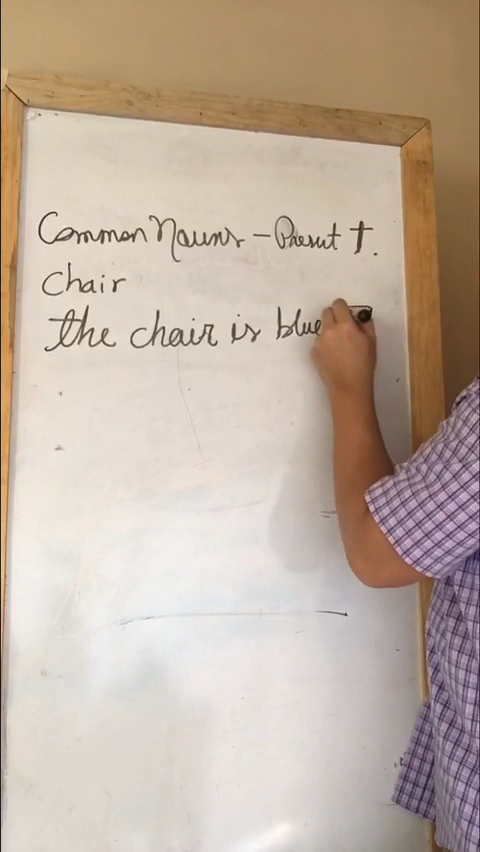 Common Nouns - Present T.
Chair
the chair is blue